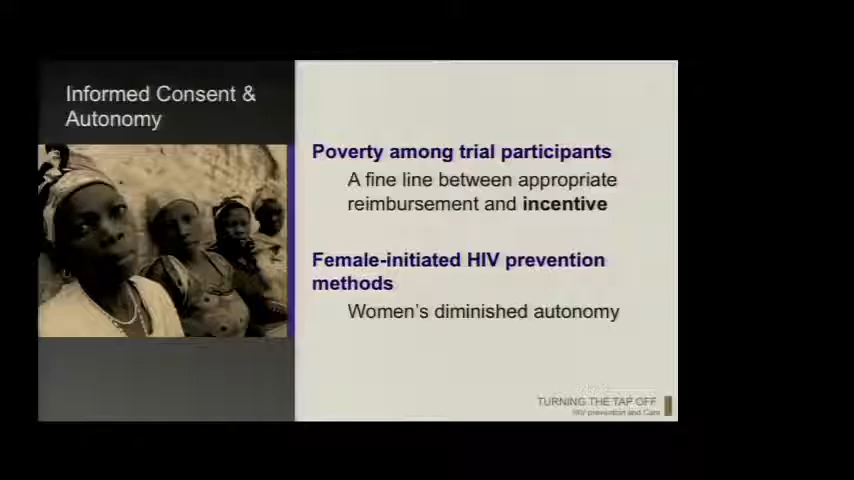 Informed Consent &
Autonomy
Poverty among trial participants
A fine line between appropriate
reimbursement and incentive
Female-initiated HIV prevention
methods
Women's diminished autonomy
TURNING THE TAP OFF
HIV prevention and Care